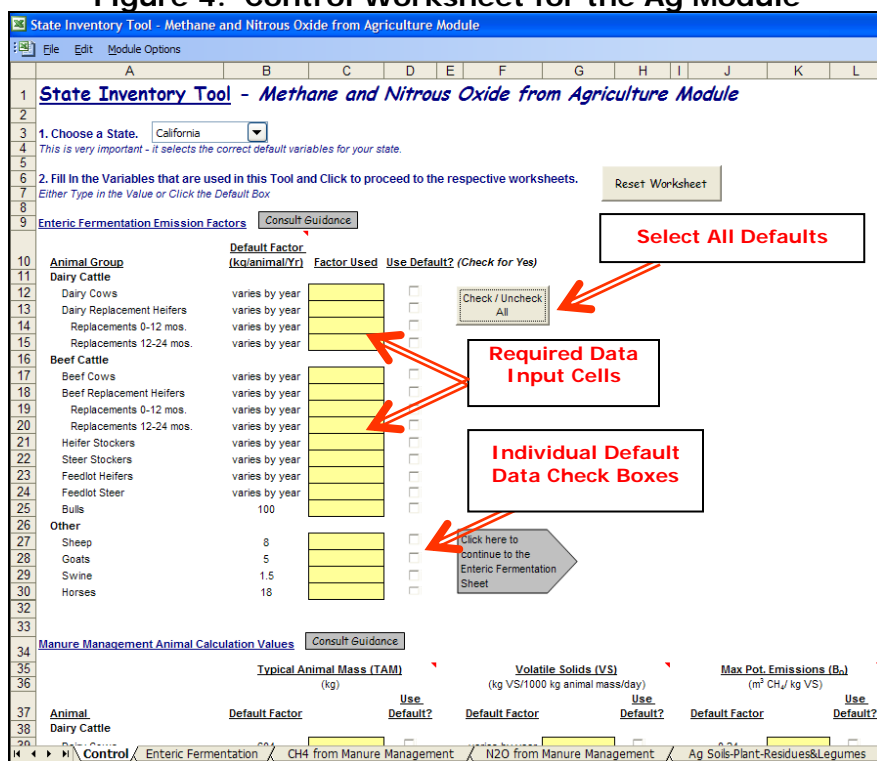 Figure 4. Control Worksheet for the Ag Module
State Inventory Tool - Methane and Nitrous Oxide from Agriculture Module
File Edit Module Options
A B C D E F G H I J K L
1 State Inventory Tool - Methane and Nitrous Oxide from Agriculture Module
2
3 1. Choose a State. California
4 This is very important - it selects the correct default variables for your state.
5
6 2. Fill In the Variables that are used in this Tool and Click to proceed to the respective worksheets. Reset Worksheet
7 Either Type in the Value or Click the Default Box
8
9 Enteric Fermentation Emission Factors Consult Guidance
Select All Defaults
Default Factor
10 Animal Group (kg/animal/Yr) Factor Used Use Default? (Check for Yes)
11 Dairy Cattle
12 Dairy Cows varies by year
Check / Uncheck
All
13 Dairy Replacement Heifers varies by year
14 Replacements 0-12 mos. varies by year
15 Replacements 12-24 mos. varies by year
Required Data
Input Cells
16 Beef Cattle
17 Beef Cows varies by year
18 Beef Replacement Heifers varies by year
19 Replacements 0-12 mos. varies by year
20 Replacements 12-24 mos. varies by year
21 Heifer Stockers varies by year
Individual Default
Data Check Boxes
22 Steer Stockers varies by year
23 Feedlot Heifers varies by year
24 Feedlot Steer varies by year
25 Bulls 100
26 Other
27 Sheep 8
Click here to
continue to the
Enteric Fermentation
Sheet
28 Goats 5
29 Swine 1.5
30 Horses 18
32
33
34 Manure Management Animal Calculation Values Consult Guidance
35 Typical Animal Mass (TAM) Volatile Solids (VS) Max Pot. Emissions (B₀)
36 (kg) (kg VS/1000 kg animal mass/day) (m³ CH₄/ kg VS)
Use Use Use
37 Animal Default Factor Default? Default Factor Default? Default Factor Default?
38 Dairy Cattle
Control Enteric Fermentation CH4 from Manure Management N2O from Manure Management Ag Soils-Plant-Residues&Legumes